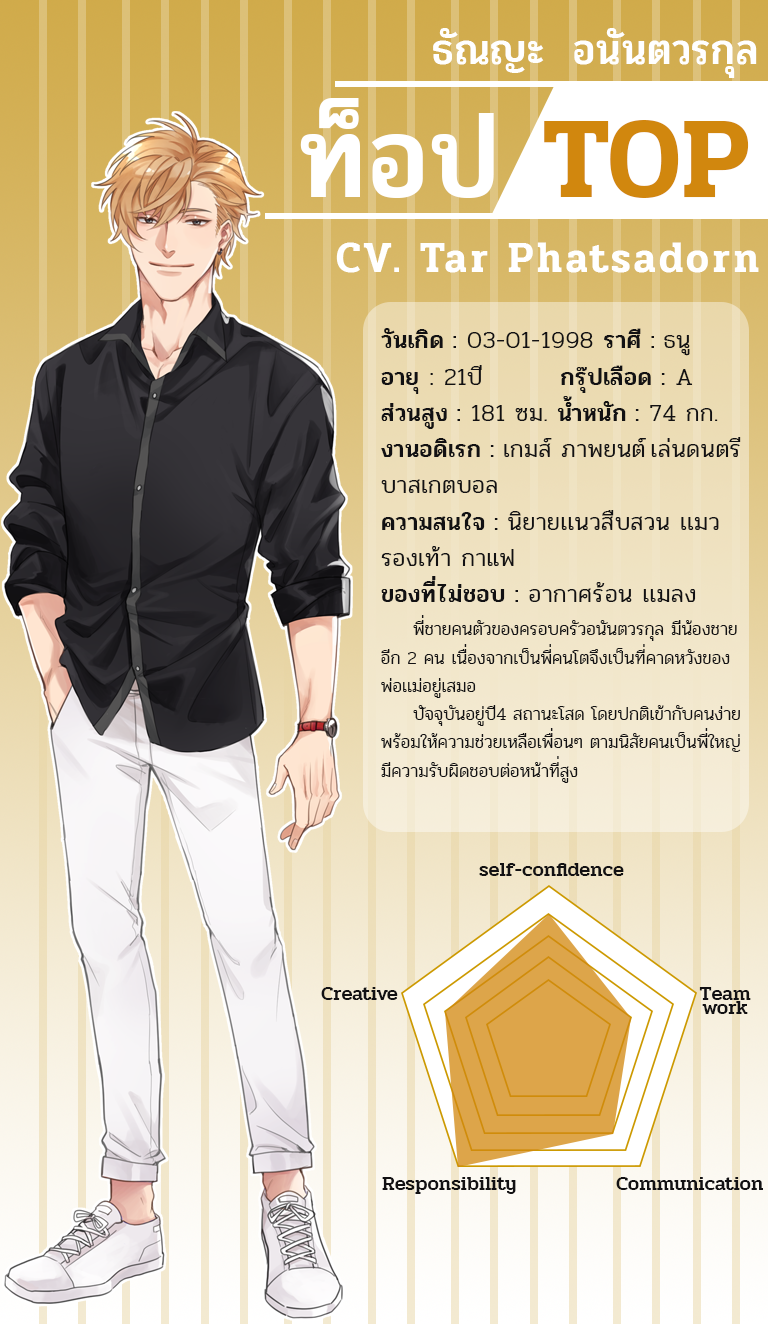 ธัณญะ อนันตวรกุล
ท็อป TOP
CV. Tar Phatsadorn
วันเกิด : 03-01-1998 ราศี : ธนู
อายุ : 21ปี กรุ๊ปเลือด : A
ส่วนสูง : 181 ซม. น้ำหนัก : 74 กก.
งานอดิเรก : เกมส์ ภาพยนต์ เล่นดนตรี
บาสเกตบอล
ความสนใจ : นิยายแนวสืบสวน แมว
รองเท้า กาแฟ
ของที่ไม่ชอบ : อากาศร้อน แมลง
พี่ชายคนตัวของครอบครัวอนันตวรกุล มีน้องชาย
อีก 2 คน เนื่องจากเป็นพี่คนโตจึงเป็นที่คาดหวังของ
พ่อแม่อยู่เสมอ
ปัจจุบันอยู่ปี4 สถานะโสด โดยปกติเข้ากับคนง่าย
พร้อมให้ความช่วยเหลือเพื่อนๆ ตามนิสัยคนเป็นพี่ใหญ่
มีความรับผิดชอบต่อหน้าที่สูง
self-confidence
Creative
Team
work
Responsibility
Communication